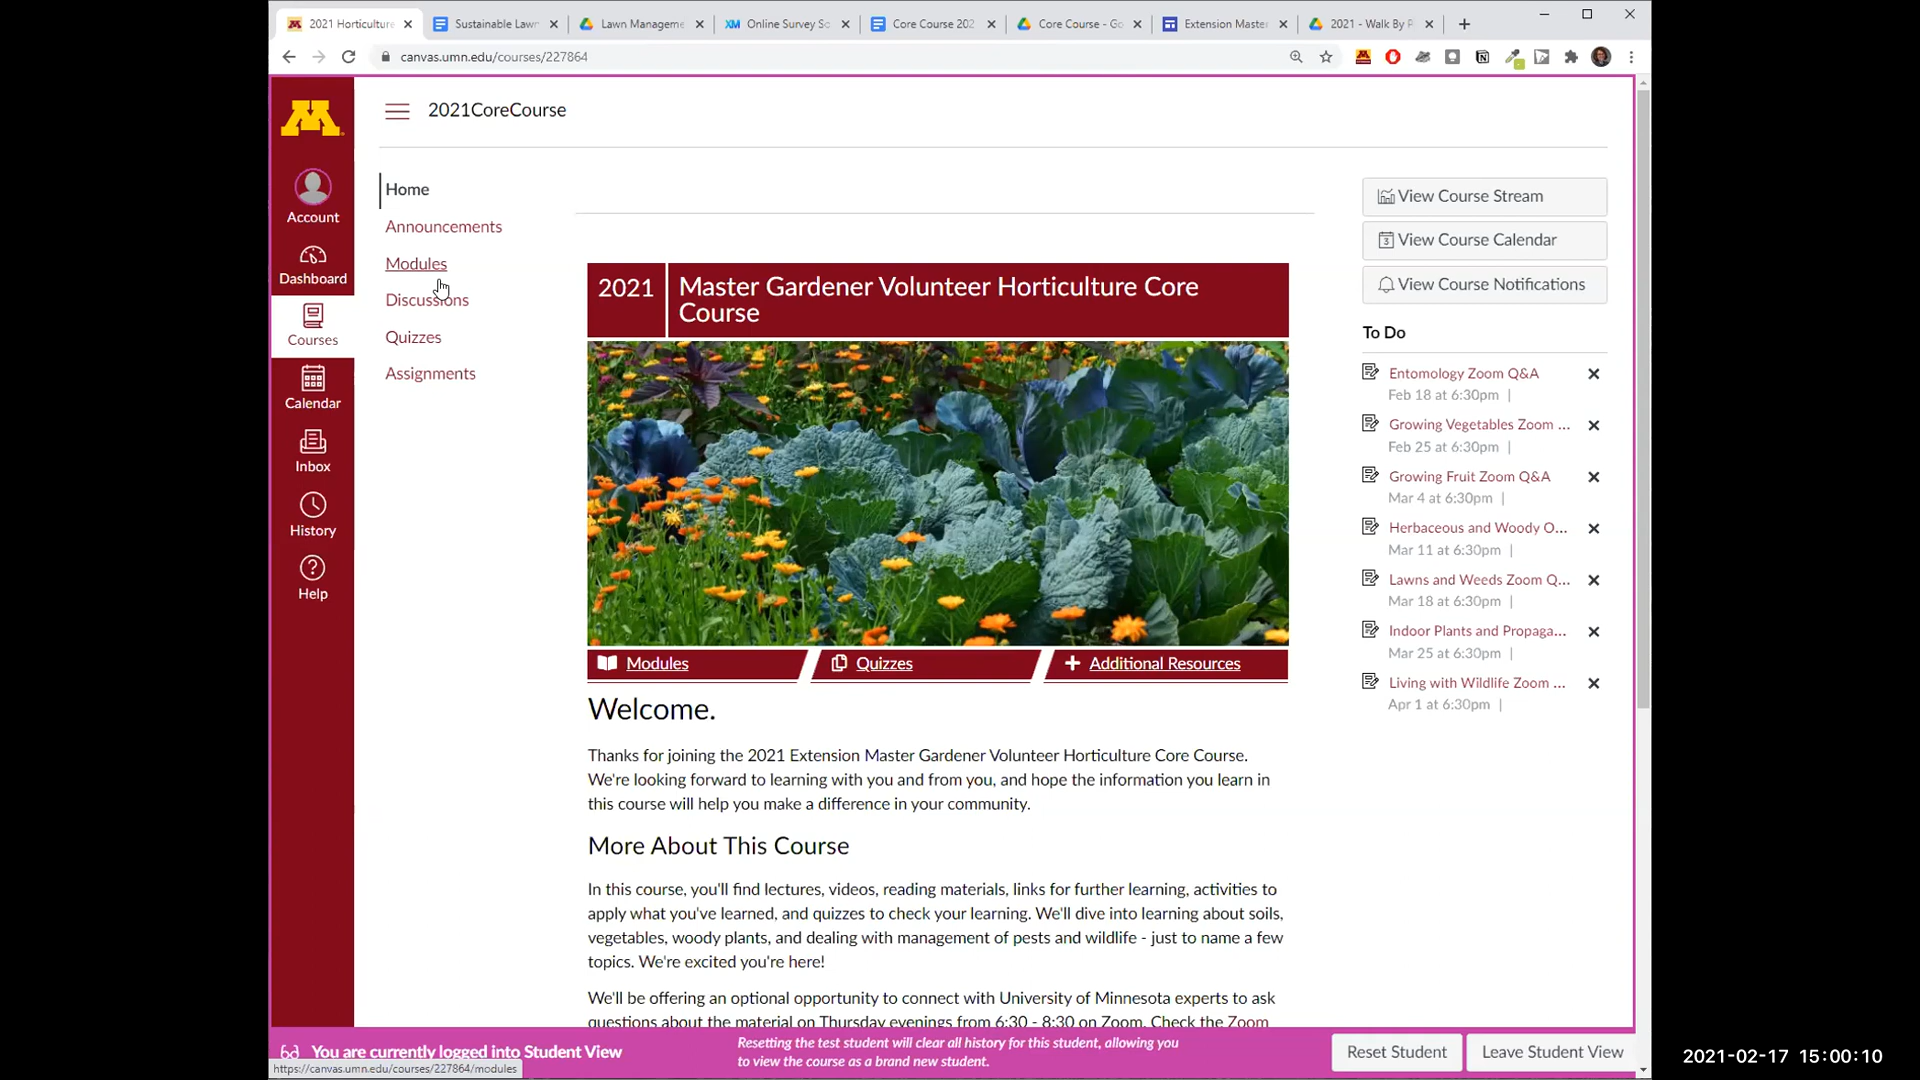 2021 Horticulture
Sustainable Lawn
Lawn Manageme
XM Online Survey So
Core Course 202
Core Course - Go
Extension Master
2021 - Walk By P
canvas.umn.edu/courses/227864
2021CoreCourse
Account
Dashboard
Courses
Calendar
Inbox
History
Help
Home
Announcements
Modules
Discussions
Quizzes
Assignments
2021 Master Gardener Volunteer Horticulture Core
Course
Modules
Quizzes
Additional Resources
Welcome.
Thanks for joining the 2021 Extension Master Gardener Volunteer Horticulture Core Course.
We're looking forward to learning with you and from you, and hope the information you learn in
this course will help you make a difference in your community.
More About This Course
In this course, you'll find lectures, videos, reading materials, links for further learning, activities to
apply what you've learned, and quizzes to check your learning. We'll dive into learning about soils,
vegetables, woody plants, and dealing with management of pests and wildlife - just to name a few
topics. We're excited you're here!
We'll be offering an optional opportunity to connect with University of Minnesota experts to ask
questions about the material on Thursday evenings from 6:30 - 8:30 on Zoom. Check the Zoom
View Course Stream
View Course Calendar
View Course Notifications
To Do
Entomology Zoom Q&A
Feb 18 at 6:30pm |
Growing Vegetables Zoom ...
Feb 25 at 6:30pm |
Growing Fruit Zoom Q&A
Mar 4 at 6:30pm |
Herbaceous and Woody O...
Mar 11 at 6:30pm |
Lawns and Weeds Zoom Q...
Mar 18 at 6:30pm |
Indoor Plants and Propaga...
Mar 25 at 6:30pm |
Living with Wildlife Zoom ...
Apr 1 at 6:30pm |
You are currently logged into Student View
Resetting the test student will clear all history for this student, allowing you
to view the course as a brand new student.
Reset Student
Leave Student View
https://canvas.umn.edu/courses/227864/modules
2021-02-17 15:00:10